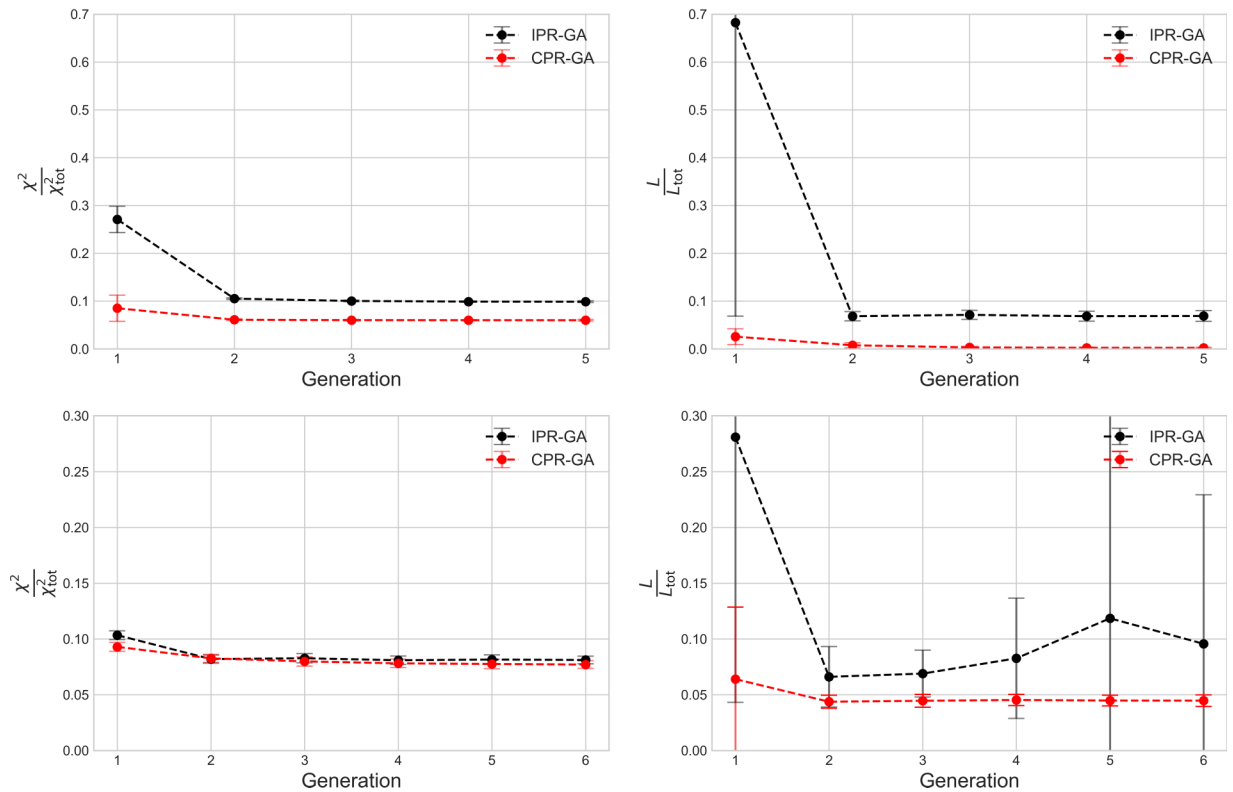 0.7
0.6
0.5
0.4
0.3
0.2
0.1
0.0
χ²/χ²tot
IPR-GA
CPR-GA
1 2 3 4 5
Generation
0.7
0.6
0.5
0.4
0.3
0.2
0.1
0.0
L/Ltot
IPR-GA
CPR-GA
1 2 3 4 5
Generation
0.30
0.25
0.20
0.15
0.10
0.05
0.00
χ²/χ²tot
IPR-GA
CPR-GA
1 2 3 4 5 6
Generation
0.30
0.25
0.20
0.15
0.10
0.05
0.00
L/Ltot
IPR-GA
CPR-GA
1 2 3 4 5 6
Generation